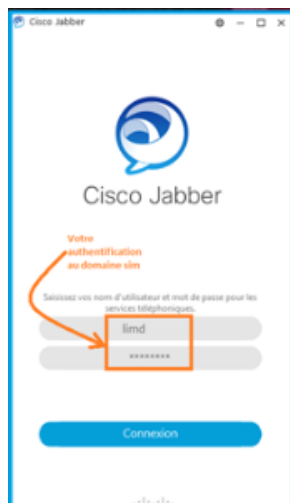 Cisco Jabber
Cisco Jabber
Votre
authentification
au domaine sim
Saisissez vos nom d'utilisateur et mot de passe pour les
services téléphoniques.
limd
********
Connexion